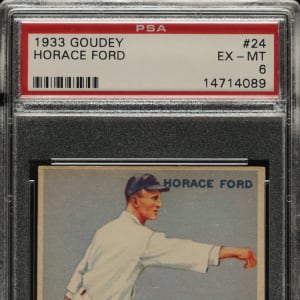 PSA
1933 GOUDEY #24
HORACE FORD EX - MT
6
14714089
HORACE FORD